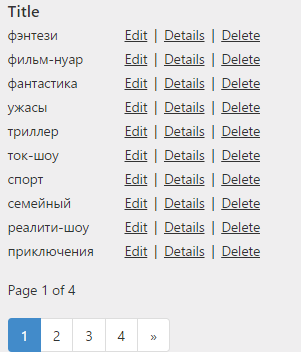 Title
фэнтези Edit | Details | Delete
фильм-нуар Edit | Details | Delete
фантастика Edit | Details | Delete
ужасы Edit | Details | Delete
триллер Edit | Details | Delete
ток-шоу Edit | Details | Delete
спорт Edit | Details | Delete
семейный Edit | Details | Delete
реалити-шоу Edit | Details | Delete
приключения Edit | Details | Delete
Page 1 of 4
1 2 3 4 »